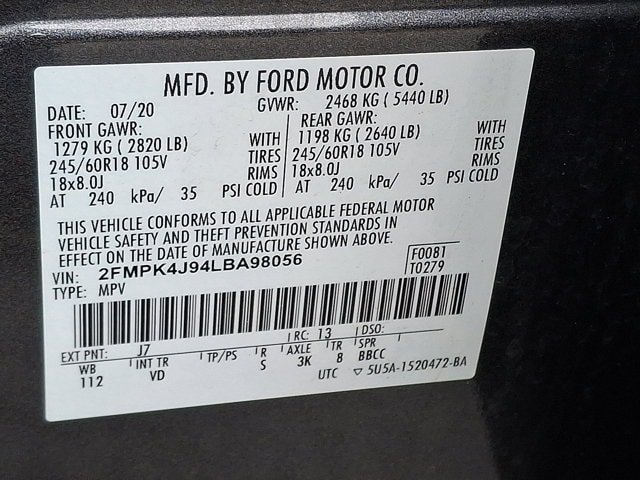 MFD. BY FORD MOTOR CO.
DATE: 07/20 GVWR: 2468 KG ( 5440 LB)
FRONT GAWR: REAR GAWR:
1279 KG ( 2820 LB) WITH 1198 KG ( 2640 LB) WITH
245/60R18 105V TIRES 245/60R18 105V TIRES
18x8.0J RIMS 18x8.0J RIMS
AT 240 kPa/ 35 PSI COLD AT 240 kPa/ 35 PSI COLD
THIS VEHICLE CONFORMS TO ALL APPLICABLE FEDERAL MOTOR
VEHICLE SAFETY AND THEFT PREVENTION STANDARDS IN
EFFECT ON THE DATE OF MANUFACTURE SHOWN ABOVE.
VIN: 2FMPK4J94LBA98056 F0081
TYPE: MPV T0279
EXT PNT: J7 RC: 13 DSO:
WB INT TR TP/PS R AXLE TR SPR
112 VD S 3K 8 BBCC
UTC ▽ 5U5A-1520472-BA